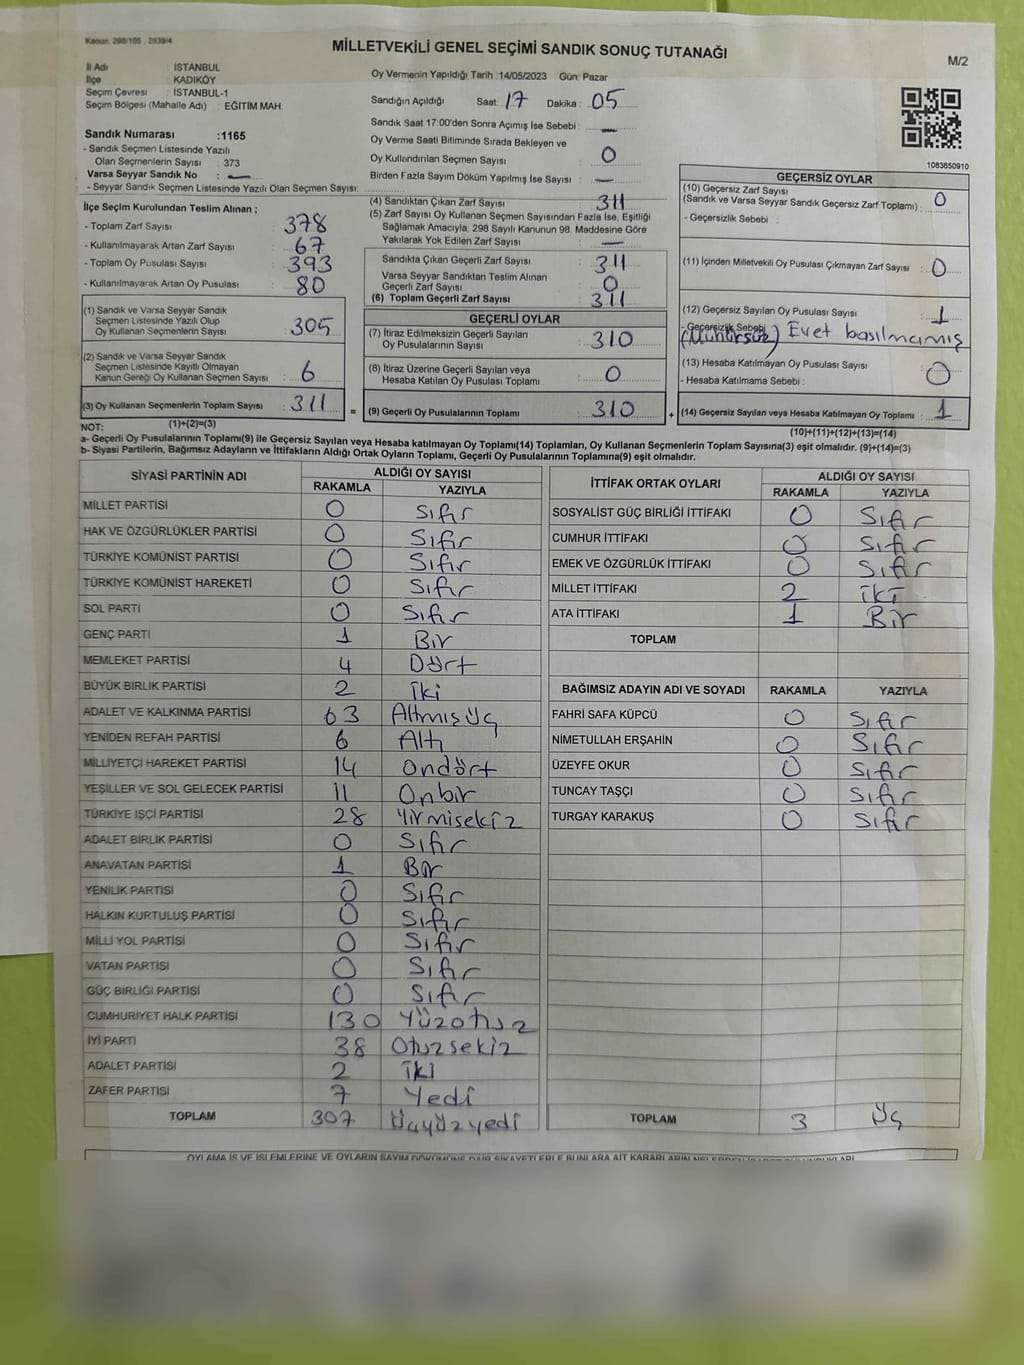 Kanun: 298/105 , 2839/4
MİLLETVEKİLİ GENEL SEÇİMİ SANDIK SONUÇ TUTANAĞI
M/2
İl Adı : İSTANBUL
İlçe : KADIKÖY
Seçim Çevresi : İSTANBUL-1
Seçim Bölgesi (Mahalle Adı) : EĞİTİM MAH.
Sandık Numarası :1165
- Sandık Seçmen Listesinde Yazılı
Olan Seçmenlerin Sayısı : 373
Varsa Seyyar Sandık No : —
- Seyyar Sandık Seçmen Listesinde Yazılı Olan Seçmen Sayısı:
Oy Vermenin Yapıldığı Tarih :14/05/2023 Gün: Pazar
Sandığın Açıldığı Saat: 17 Dakika : 05
Sandık Saat 17:00'den Sonra Açımış İse Sebebi : —
Oy Verme Saati Bitiminde Sırada Bekleyen ve
Oy Kullandırılan Seçmen Sayısı : 0
Birden Fazla Sayım Döküm Yapılmış İse Sayısı : —
1083650910
İlçe Seçim Kurulundan Teslim Alınan ;
- Toplam Zarf Sayısı : 378
- Kullanılmayarak Artan Zarf Sayısı : 67
- Toplam Oy Pusulası Sayısı : 393
- Kullanılmayarak Artan Oy Pusulası : 80
(1) Sandık ve Varsa Seyyar Sandık
Seçmen Listesinde Yazılı Olup
Oy Kullanan Seçmenlerin Sayısı : 305
(2) Sandık ve Varsa Seyyar Sandık
Seçmen Listesinde Kayıtlı Olmayan
Kanun Gereği Oy Kullanan Seçmen Sayısı : 6
(3) Oy Kullanan Seçmenlerin Toplam Sayısı : 311
(1)+(2)=(3)
(4) Sandıktan Çıkan Zarf Sayısı : 311
(5) Zarf Sayısı Oy Kullanan Seçmen Sayısından Fazla İse, Eşitliği
Sağlamak Amacıyla, 298 Sayılı Kanunun 98. Maddesine Göre
Yakılarak Yok Edilen Zarf Sayısı : —
Sandıkta Çıkan Geçerli Zarf Sayısı : 311
Varsa Seyyar Sandıktan Teslim Alınan
Geçerli Zarf Sayısı : 0
(6) Toplam Geçerli Zarf Sayısı : 311
GEÇERLİ OYLAR
(7) İtiraz Edilmeksizin Geçerli Sayılan
Oy Pusulalarının Sayısı : 310
(8) İtiraz Üzerine Geçerli Sayılan veya
Hesaba Katılan Oy Pusulası Toplamı : 0
= (9) Geçerli Oy Pusulalarının Toplamı : 310
GEÇERSİZ OYLAR
(10) Geçersiz Zarf Sayısı
(Sandık ve Varsa Seyyar Sandık Geçersiz Zarf Toplamı) : 0
- Geçersizlik Sebebi :
(11) İçinden Milletvekili Oy Pusulası Çıkmayan Zarf Sayısı : 0
(12) Geçersiz Sayılan Oy Pusulası Sayısı : 1
- Geçersizlik Sebebi
(Mühürsüz) Evet basılmamış
(13) Hesaba Katılmayan Oy Pusulası Sayısı : 0
- Hesaba Katılmama Sebebi :
+ (14) Geçersiz Sayılan veya Hesaba Katılmayan Oy Toplamı : 1
(10)+(11)+(12)+(13)=(14)
NOT:
a- Geçerli Oy Pusulalarının Toplamı(9) ile Geçersiz Sayılan veya Hesaba katılmayan Oy Toplamı(14) Toplamları, Oy Kullanan Seçmenlerin Toplam Sayısına(3) eşit olmalıdır. (9)+(14)=(3)
b- Siyasi Partilerin, Bağımsız Adayların ve İttifakların Aldığı Ortak Oyların Toplamı, Geçerli Oy Pusulalarının Toplamına(9) eşit olmalıdır.
SİYASİ PARTİNİN ADI ALDIĞI OY SAYISI
RAKAMLA YAZIYLA
MİLLET PARTİSİ 0 Sıfır
HAK VE ÖZGÜRLÜKLER PARTİSİ 0 Sıfır
TÜRKİYE KOMÜNİST PARTİSİ 0 Sıfır
TÜRKİYE KOMÜNİST HAREKETİ 0 Sıfır
SOL PARTİ 0 Sıfır
GENÇ PARTİ 1 Bir
MEMLEKET PARTİSİ 4 Dört
BÜYÜK BİRLİK PARTİSİ 2 İki
ADALET VE KALKINMA PARTİSİ 63 Altmış üç
YENİDEN REFAH PARTİSİ 6 Altı
MİLLİYETÇİ HAREKET PARTİSİ 14 Ondört
YEŞİLLER VE SOL GELECEK PARTİSİ 11 Onbir
TÜRKİYE İŞÇİ PARTİSİ 28 Yirmisekiz
ADALET BİRLİK PARTİSİ 0 Sıfır
ANAVATAN PARTİSİ 1 Bir
YENİLİK PARTİSİ 0 Sıfır
HALKIN KURTULUŞ PARTİSİ 0 Sıfır
MİLLİ YOL PARTİSİ 0 Sıfır
VATAN PARTİSİ 0 Sıfır
GÜÇ BİRLİĞİ PARTİSİ 0 Sıfır
CUMHURİYET HALK PARTİSİ 130 Yüzotuz
İYİ PARTİ 38 Otuzsekiz
ADALET PARTİSİ 2 İki
ZAFER PARTİSİ 7 Yedi
TOPLAM 307 Üçyüzyedi
İTTİFAK ORTAK OYLARI ALDIĞI OY SAYISI
RAKAMLA YAZIYLA
SOSYALİST GÜÇ BİRLİĞİ İTTİFAKI 0 Sıfır
CUMHUR İTTİFAKI 0 Sıfır
EMEK VE ÖZGÜRLÜK İTTİFAKI 0 Sıfır
MİLLET İTTİFAKI 2 İki
ATA İTTİFAKI 1 Bir
TOPLAM
BAĞIMSIZ ADAYIN ADI VE SOYADI RAKAMLA YAZIYLA
FAHRİ SAFA KÜPCÜ 0 Sıfır
NİMETULLAH ERŞAHİN 0 Sıfır
ÜZEYFE OKUR 0 Sıfır
TUNCAY TAŞÇI 0 Sıfır
TURGAY KARAKUŞ 0 Sıfır
TOPLAM 3 Üç